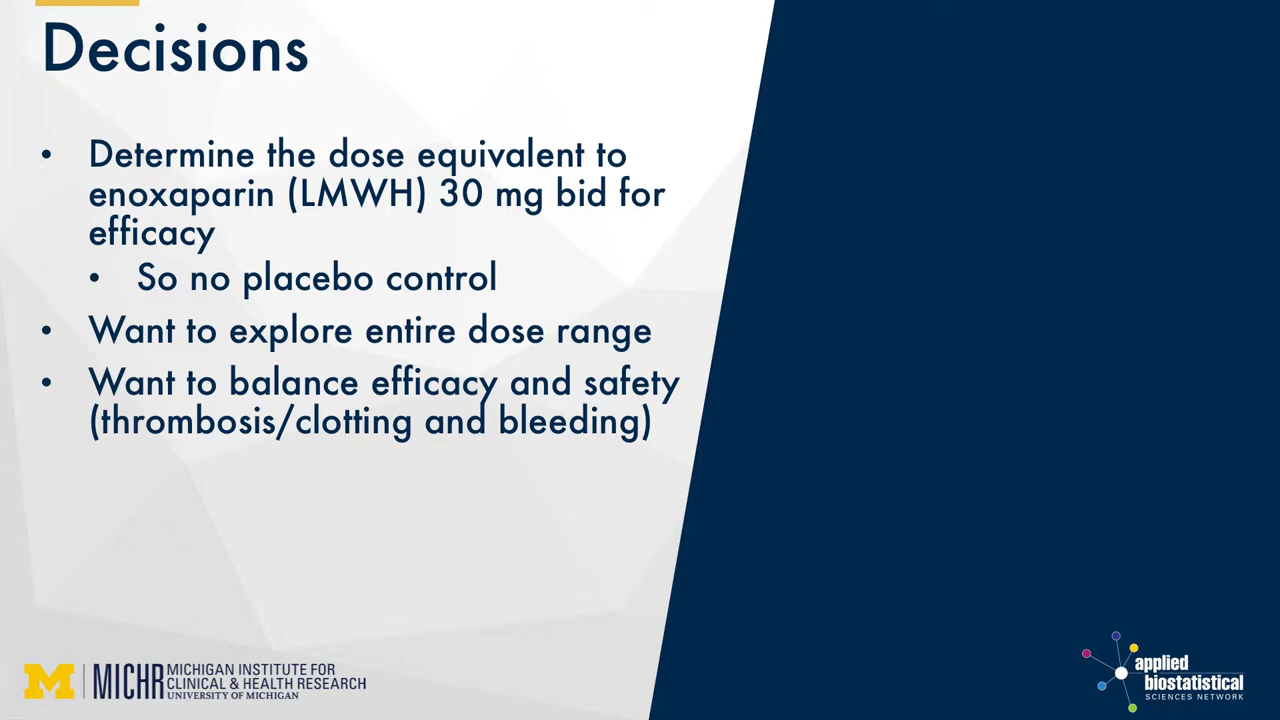 Decisions
• Determine the dose equivalent to
enoxaparin (LMWH) 30 mg bid for
efficacy
• So no placebo control
• Want to explore entire dose range
• Want to balance efficacy and safety
(thrombosis/clotting and bleeding)
M MICHR MICHIGAN INSTITUTE FOR
CLINICAL & HEALTH RESEARCH
UNIVERSITY OF MICHIGAN
applied
biostatistical
SCIENCES NETWORK